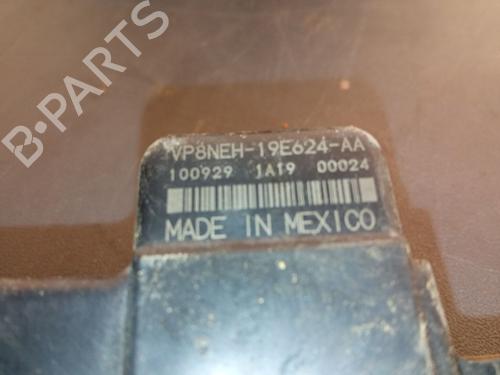 VP8NEH-19E624-AA
100929 1A19 00024
MADE IN MEXICO
B-PARTS